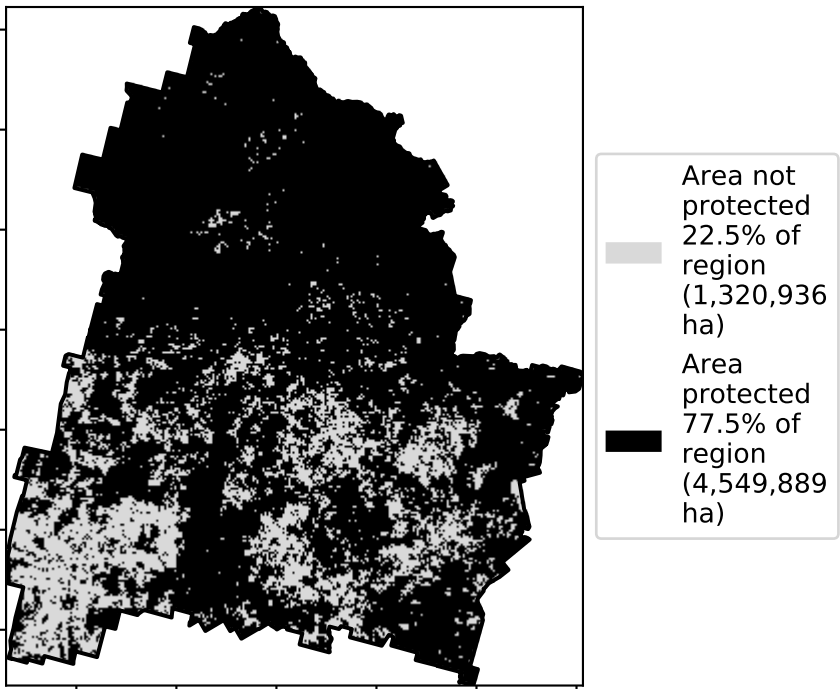 Area not
protected
22.5% of
region
(1,320,936
ha)
Area
protected
77.5% of
region
(4,549,889
ha)